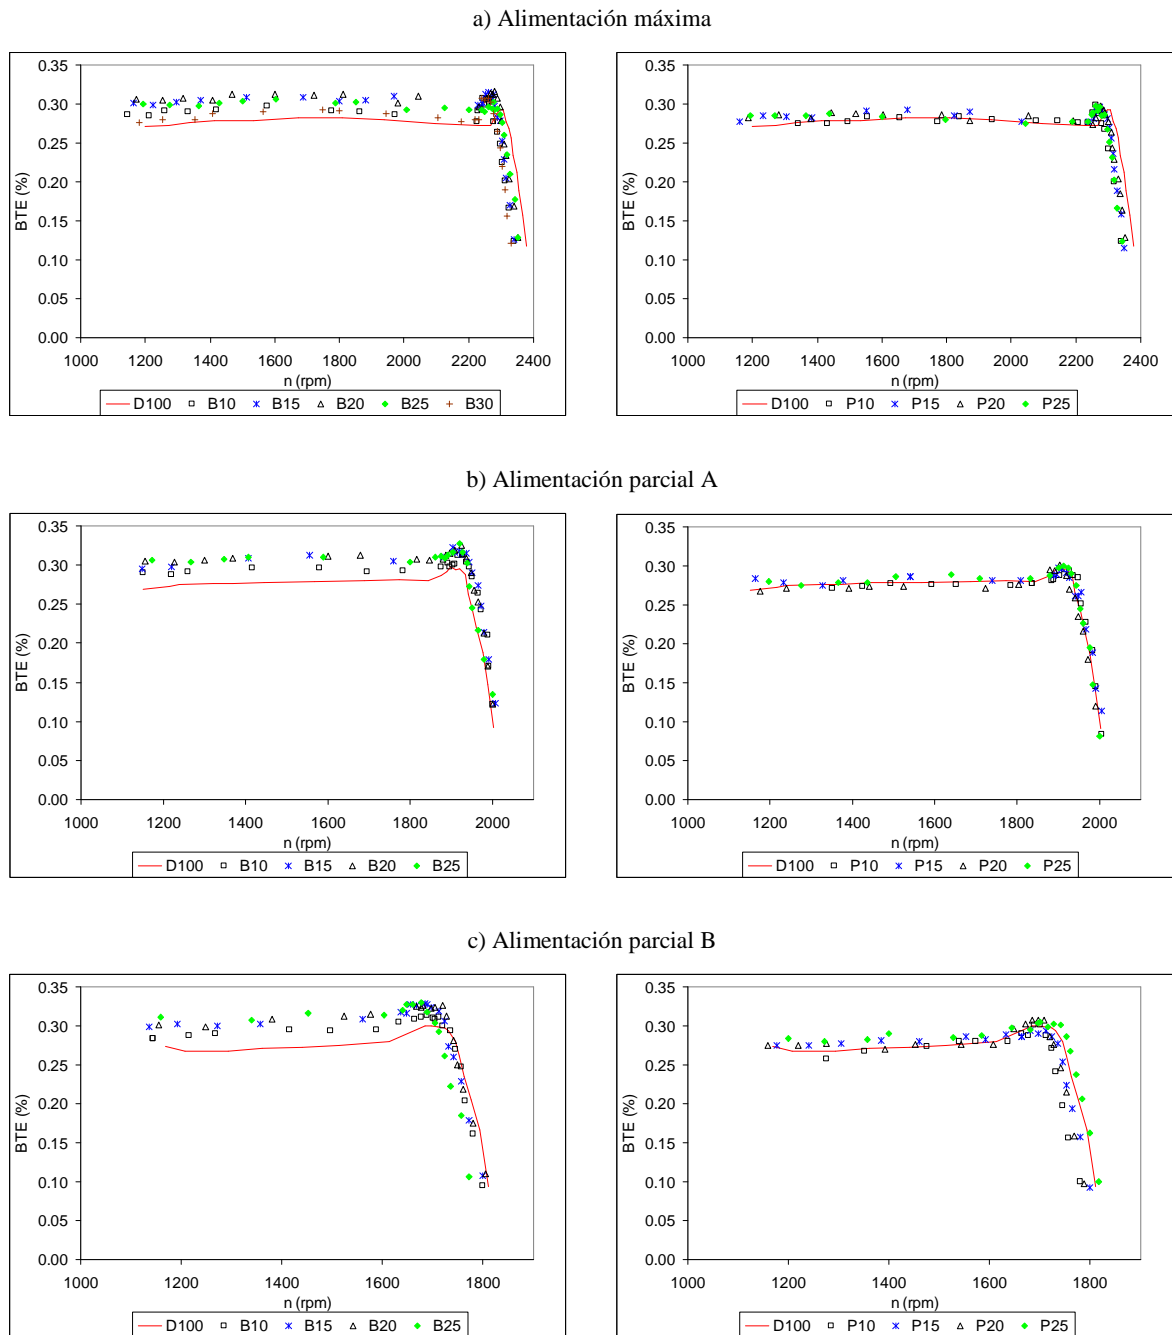 a) Alimentación máxima
0.35
0.30
0.25
0.20
0.15
0.10
0.05
0.00
BTE (%)
1000 1200 1400 1600 1800 2000 2200 2400
n (rpm)
D100 B10 B15 B20 B25 B30
0.35
0.30
0.25
0.20
0.15
0.10
0.05
0.00
BTE (%)
1000 1200 1400 1600 1800 2000 2200 2400
n (rpm)
D100 P10 P15 P20 P25
b) Alimentación parcial A
0.35
0.30
0.25
0.20
0.15
0.10
0.05
0.00
BTE (%)
1000 1200 1400 1600 1800 2000
n (rpm)
D100 B10 B15 B20 B25
0.35
0.30
0.25
0.20
0.15
0.10
0.05
0.00
BTE (%)
1000 1200 1400 1600 1800 2000
n (rpm)
D100 P10 P15 P20 P25
c) Alimentación parcial B
0.35
0.30
0.25
0.20
0.15
0.10
0.05
0.00
BTE (%)
1000 1200 1400 1600 1800
n (rpm)
D100 B10 B15 B20 B25
0.35
0.30
0.25
0.20
0.15
0.10
0.05
0.00
BTE (%)
1000 1200 1400 1600 1800
n (rpm)
D100 P10 P15 P20 P25